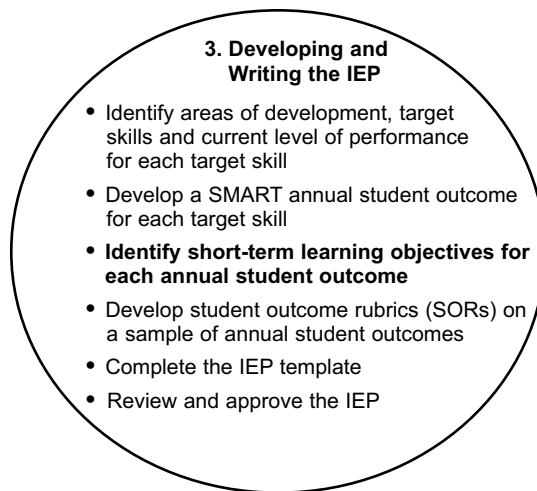 3. Developing and
Writing the IEP
• Identify areas of development, target
skills and current level of performance
for each target skill
• Develop a SMART annual student outcome
for each target skill
• Identify short-term learning objectives for
each annual student outcome
• Develop student outcome rubrics (SORs) on
a sample of annual student outcomes
• Complete the IEP template
• Review and approve the IEP